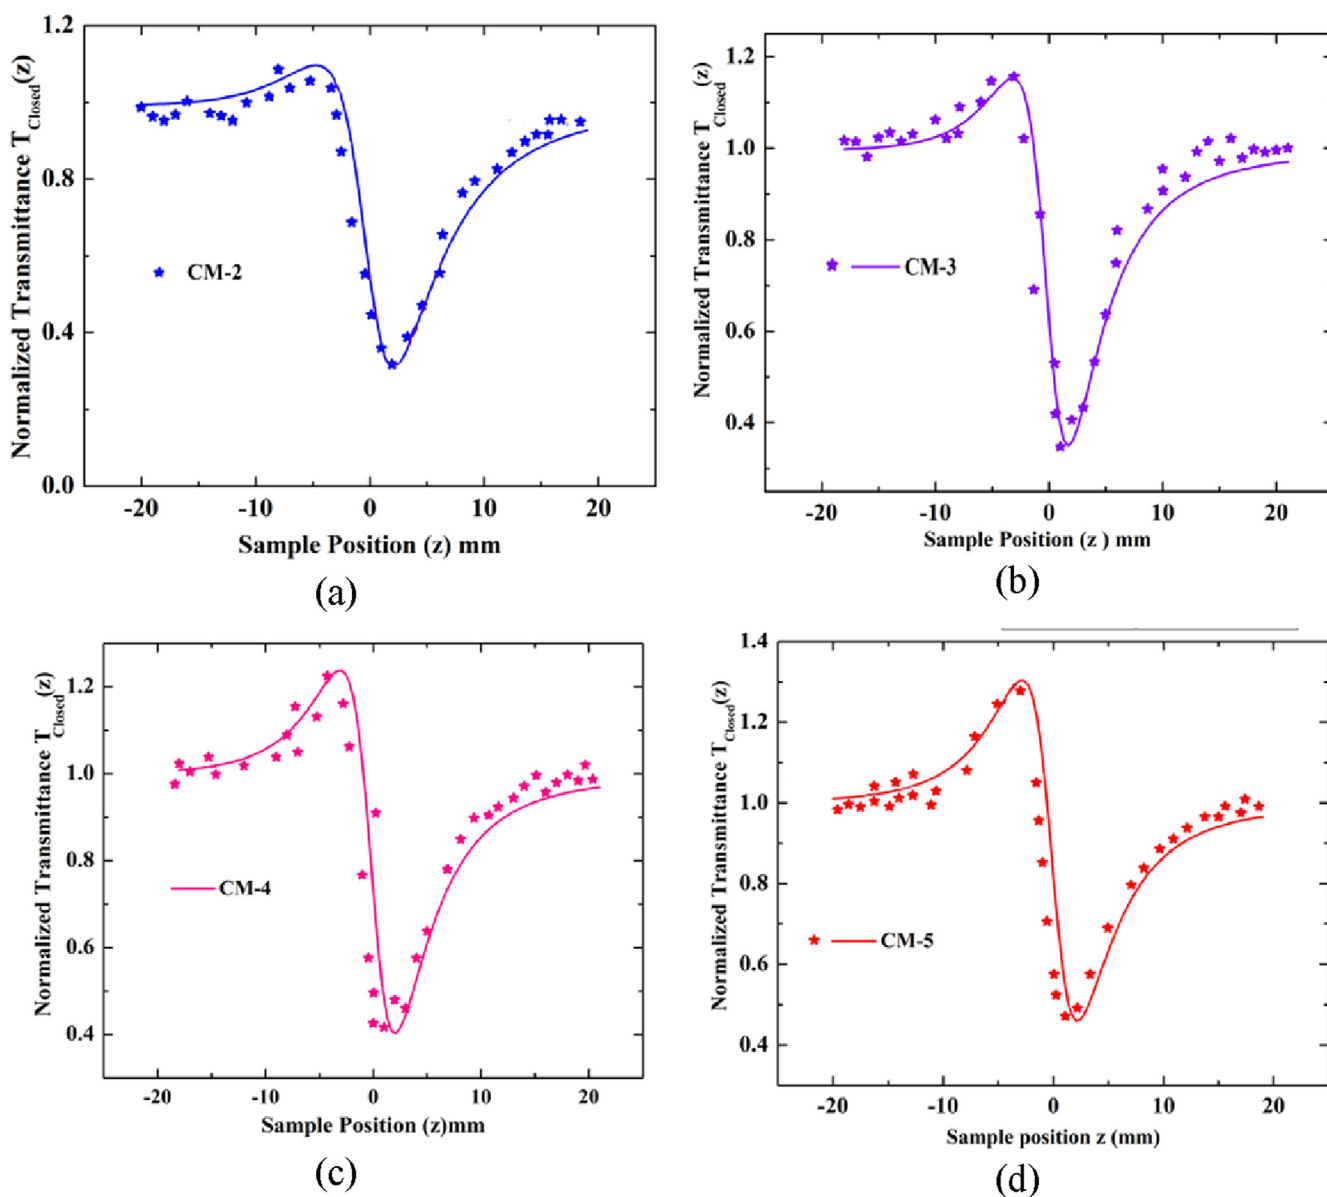 1.2
0.8
0.4
0.0
Normalized Transmittance T_Closed(z)
CM-2
-20 -10 0 10 20
Sample Position (z) mm
(a)
1.2
1.0
0.8
0.6
0.4
Normalized Transmittance T_Closed(z)
CM-3
-20 -10 0 10 20
Sample Position (z ) mm
(b)
1.2
1.0
0.8
0.6
0.4
Normalized Transmittance T_Closed(z)
CM-4
-20 -10 0 10 20
Sample Position (z)mm
(c)
1.4
1.2
1.0
0.8
0.6
0.4
Normalized Transmittance T_Closed(z)
CM-5
-20 -10 0 10 20
Sample position z (mm)
(d)